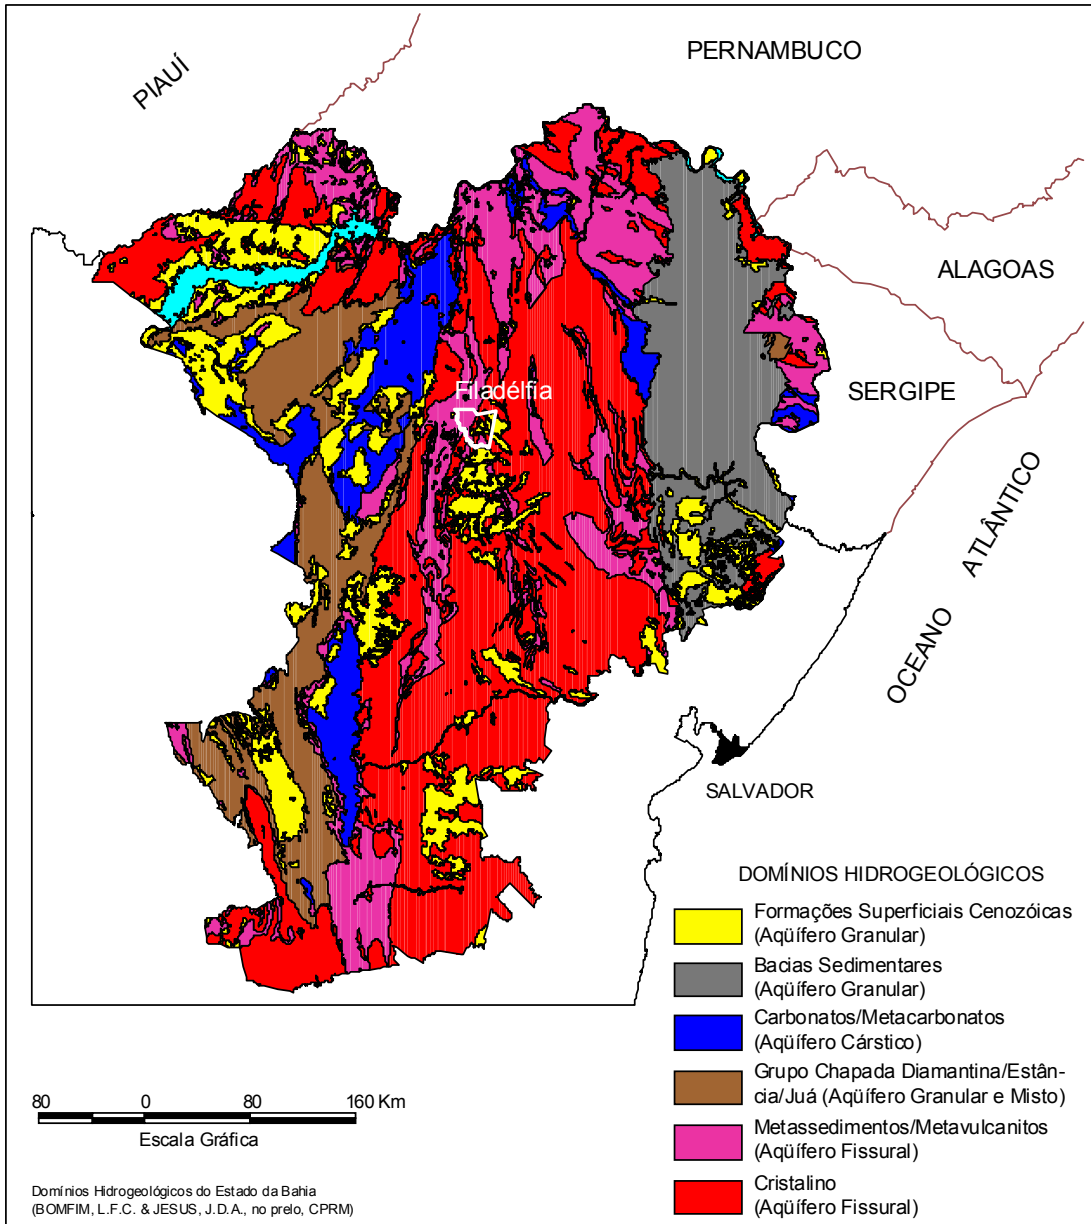 PIAUÍ
PERNAMBUCO
ALAGOAS
SERGIPE
Filadélfia
OCEANO ATLÂNTICO
SALVADOR
DOMÍNIOS HIDROGEOLÓGICOS
Formações Superficiais Cenozóicas
(Aqüífero Granular)
Bacias Sedimentares
(Aqüífero Granular)
Carbonatos/Metacarbonatos
(Aqüífero Cárstico)
Grupo Chapada Diamantina/Estân-
cia/Juá (Aqüífero Granular e Misto)
Metassedimentos/Metavulcanitos
(Aqüífero Fissural)
Cristalino
(Aqüífero Fissural)
80 0 80 160 Km
Escala Gráfica
Domínios Hidrogeológicos do Estado da Bahia
(BOMFIM, L.F.C. & JESUS, J.D.A., no prelo, CPRM)